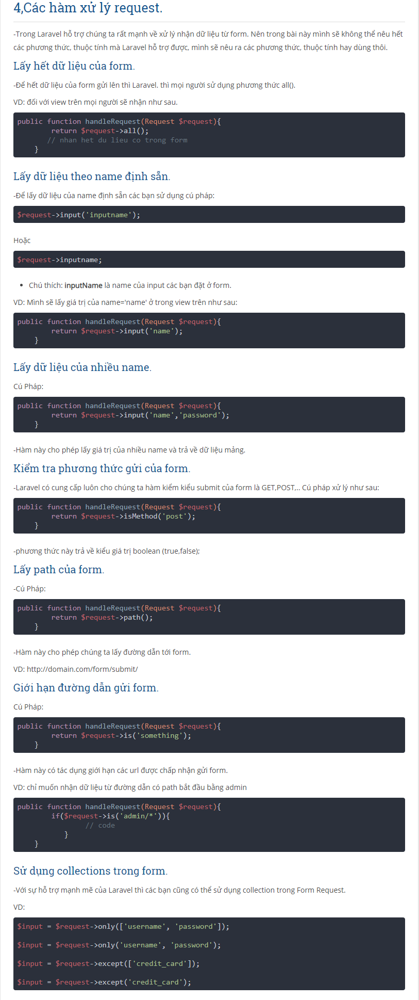 4,Các hàm xử lý request.
-Trong Laravel hỗ trợ chúng ta rất mạnh về xử lý nhận dữ liệu từ form. Nên trong bài này mình sẽ không thể nêu hết
các phương thức, thuộc tính mà Laravel hỗ trợ được, mình sẽ nêu ra các phương thức, thuộc tính hay dùng thôi.
Lấy hết dữ liệu của form.
-Để hết dữ liệu của form gửi lên thì Laravel. thì mọi người sử dụng phương thức all().
VD: đối với view trên mọi người sẽ nhận như sau.
public function handleRequest(Request $request){
        return $request->all();
       // nhan het du lieu co trong form
    }
Lấy dữ liệu theo name định sẵn.
-Để lấy dữ liệu của name định sẵn các bạn sử dụng cú pháp:
$request->input('inputname');
Hoặc
$request->inputname;
• Chú thích: inputName là name của input các bạn đặt ở form.
VD: Mình sẽ lấy giá trị của name='name' ở trong view trên như sau:
public function handleRequest(Request $request){
        return $request->input('name');
    }
Lấy dữ liệu của nhiều name.
Cú Pháp:
public function handleRequest(Request $request){
        return $request->input('name','password');
    }
-Hàm này cho phép lấy giá trị của nhiều name và trả về dữ liệu mảng.
Kiểm tra phương thức gửi của form.
-Laravel có cung cấp luôn cho chúng ta hàm kiểm kiểu submit của form là GET,POST,.. Cú pháp xử lý như sau:
public function handleRequest(Request $request){
        return $request->isMethod('post');
    }
-phương thức này trả về kiểu giá trị boolean (true,false);
Lấy path của form.
-Cú Pháp:
public function handleRequest(Request $request){
        return $request->path();
    }
-Hàm này cho phép chúng ta lấy đường dẫn tới form.
VD: http://domain.com/form/submit/
Giới hạn đường dẫn gửi form.
Cú Pháp:
public function handleRequest(Request $request){
        return $request->is('something');
    }
-Hàm này có tác dụng giới hạn các url được chấp nhận gửi form.
VD: chỉ muốn nhận dữ liệu từ đường dẫn có path bắt đầu bằng admin
public function handleRequest(Request $request){
        if($request->is('admin/*')){
                // code
           }
    }
Sử dụng collections trong form.
-Với sự hỗ trợ mạnh mẽ của Laravel thì các bạn cũng có thể sử dụng collection trong Form Request.
VD:
$input = $request->only(['username', 'password']);
$input = $request->only('username', 'password');
$input = $request->except(['credit_card']);
$input = $request->except('credit_card');